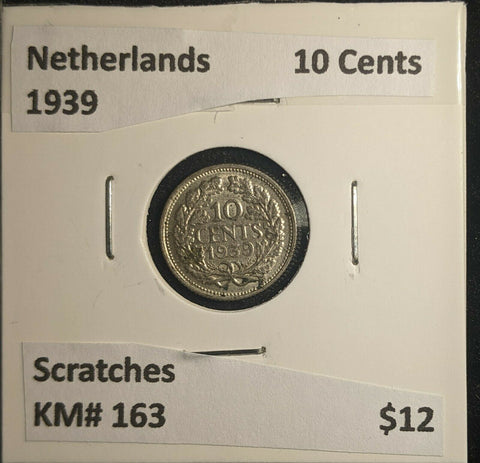 Netherlands 10 Cents
1939
10
CENTS
1939
Scratches
KM# 163 $12